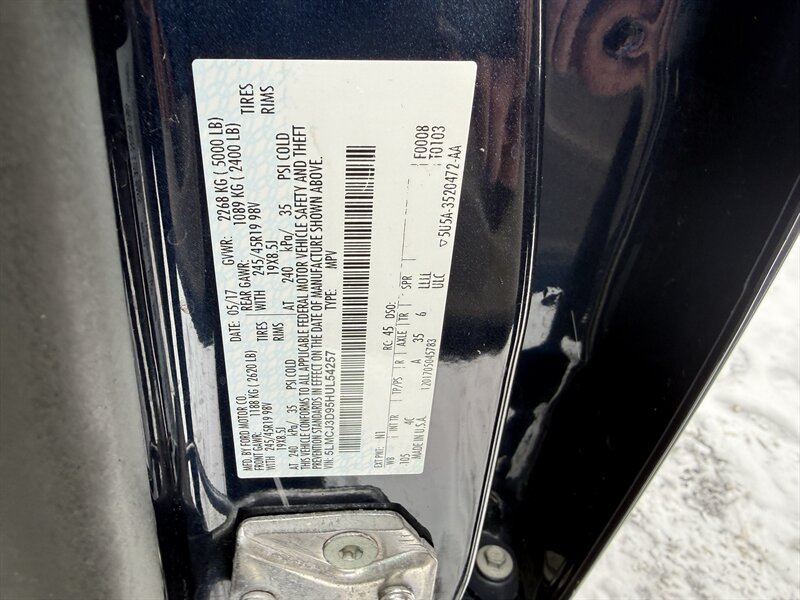 MFD. BY FORD MOTOR CO.
DATE: 05/17 GVWR: 2268 KG ( 5000 LB)
FRONT GAWR: 1188 KG ( 2620 LB) REAR GAWR: 1089 KG ( 2400 LB)
WITH 245/45R19 98V TIRES WITH 245/45R19 98V TIRES
19X8.5J RIMS 19X8.5J RIMS
AT 240 kPa/ 35 PSI COLD AT 240 kPa/ 35 PSI COLD
THIS VEHICLE CONFORMS TO ALL APPLICABLE FEDERAL MOTOR VEHICLE SAFETY AND THEFT
PREVENTION STANDARDS IN EFFECT ON THE DATE OF MANUFACTURE SHOWN ABOVE.
VIN: 5LMCJ3D95HUL54257 TYPE: MPV
EXT PNT: N1 RC: 45 DSO: F0008
WB INT TR TP/PS R AXLE TR SPR T0103
105 4C A 35 6 LLLL
MADE IN U.S.A. ULC
1201705045783 5U5A-3520472-AA